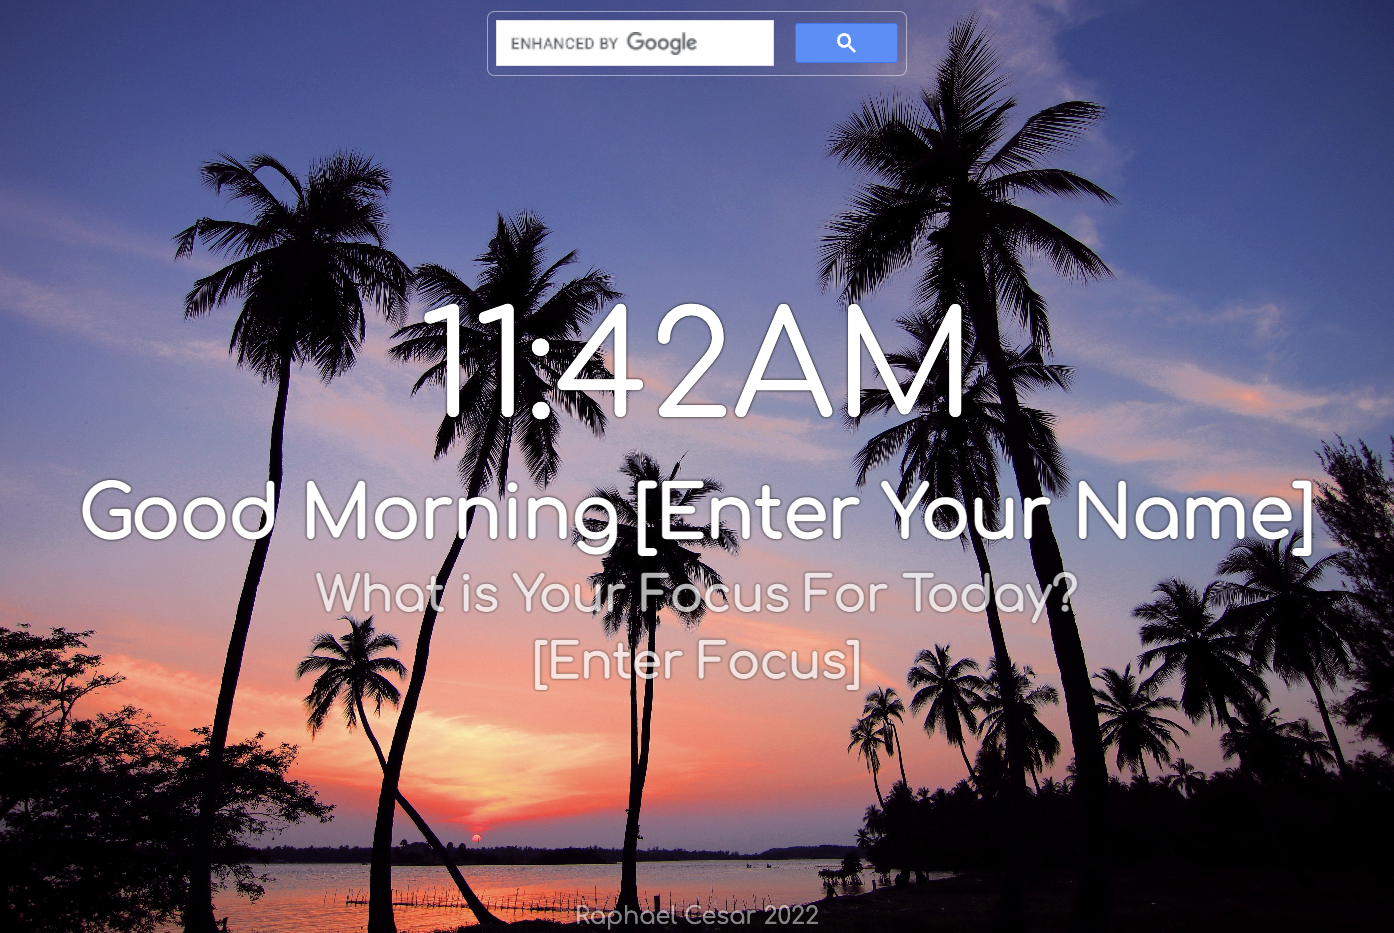 ENHANCED BY Google
11:42AM
Good Morning[Enter Your Name]
What is Your Focus For Today?
[Enter Focus]
Raphael Cesar 2022